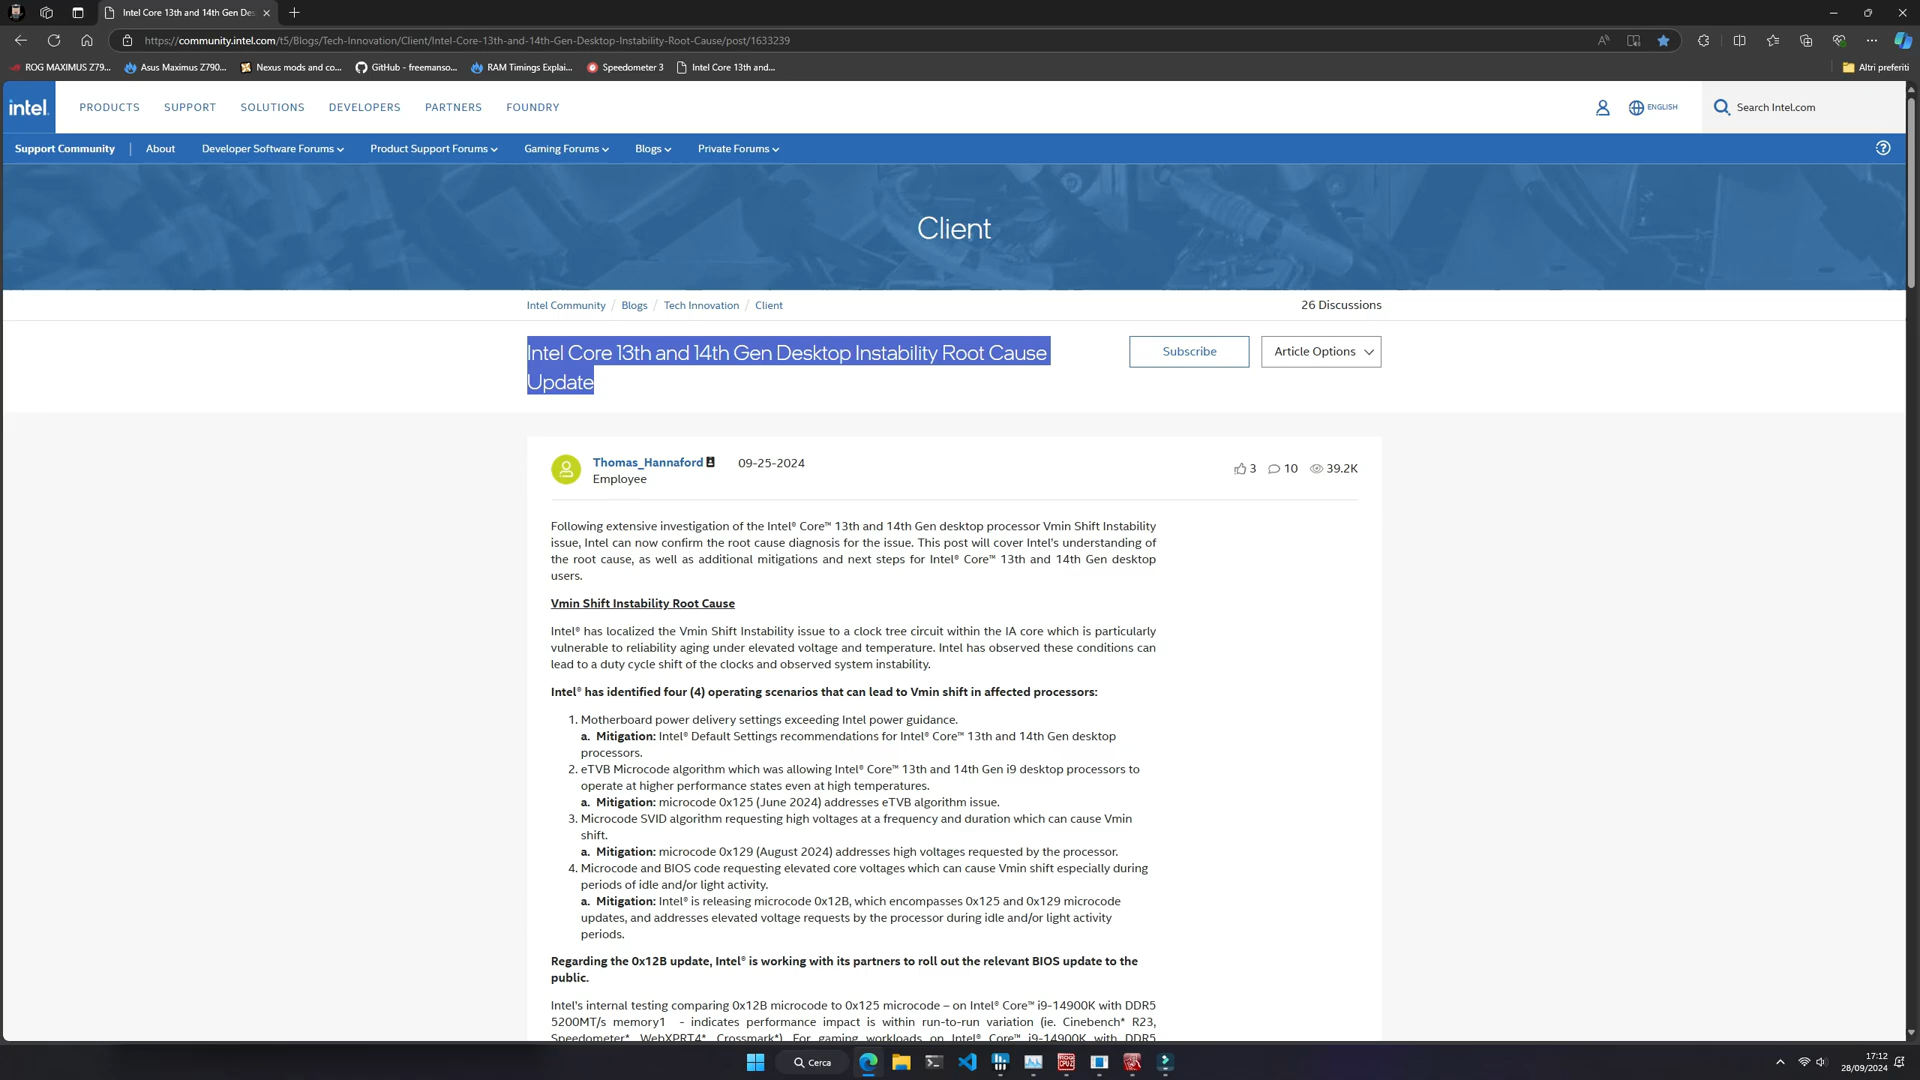 Intel Core 13th and 14th Gen Des
https://community.intel.com/t5/Blogs/Tech-Innovation/Client/Intel-Core-13th-and-14th-Gen-Desktop-Instability-Root-Cause/post/1633239
ROG MAXIMUS Z79... Asus Maximus Z790... Nexus mods and co... GitHub - freemanso... RAM Timings Explai... Speedometer 3 Intel Core 13th and... Altri preferiti
intel. PRODUCTS SUPPORT SOLUTIONS DEVELOPERS PARTNERS FOUNDRY ENGLISH Search Intel.com
Support Community | About Developer Software Forums Product Support Forums Gaming Forums Blogs Private Forums
Client
Intel Community / Blogs / Tech Innovation / Client 26 Discussions
Intel Core 13th and 14th Gen Desktop Instability Root Cause
Update
Subscribe Article Options
Thomas_Hannaford 09-25-2024
Employee
3 10 39.2K
Following extensive investigation of the Intel® Core™ 13th and 14th Gen desktop processor Vmin Shift Instability
issue, Intel can now confirm the root cause diagnosis for the issue. This post will cover Intel's understanding of
the root cause, as well as additional mitigations and next steps for Intel® Core™ 13th and 14th Gen desktop
users.
Vmin Shift Instability Root Cause
Intel® has localized the Vmin Shift Instability issue to a clock tree circuit within the IA core which is particularly
vulnerable to reliability aging under elevated voltage and temperature. Intel has observed these conditions can
lead to a duty cycle shift of the clocks and observed system instability.
Intel® has identified four (4) operating scenarios that can lead to Vmin shift in affected processors:
1. Motherboard power delivery settings exceeding Intel power guidance.
a. Mitigation: Intel® Default Settings recommendations for Intel® Core™ 13th and 14th Gen desktop
processors.
2. eTVB Microcode algorithm which was allowing Intel® Core™ 13th and 14th Gen i9 desktop processors to
operate at higher performance states even at high temperatures.
a. Mitigation: microcode 0x125 (June 2024) addresses eTVB algorithm issue.
3. Microcode SVID algorithm requesting high voltages at a frequency and duration which can cause Vmin
shift.
a. Mitigation: microcode 0x129 (August 2024) addresses high voltages requested by the processor.
4. Microcode and BIOS code requesting elevated core voltages which can cause Vmin shift especially during
periods of idle and/or light activity.
a. Mitigation: Intel® is releasing microcode 0x12B, which encompasses 0x125 and 0x129 microcode
updates, and addresses elevated voltage requests by the processor during idle and/or light activity
periods.
Regarding the 0x12B update, Intel® is working with its partners to roll out the relevant BIOS update to the
public.
Intel's internal testing comparing 0x12B microcode to 0x125 microcode – on Intel® Core™ i9-14900K with DDR5
5200MT/s memory1 - indicates performance impact is within run-to-run variation (ie. Cinebench* R23,
Speedometer*, WebXPRT4*, Crossmark*). For gaming workloads on Intel® Core™ i9-14900K with DDR5
Cerca
17:12
28/09/2024